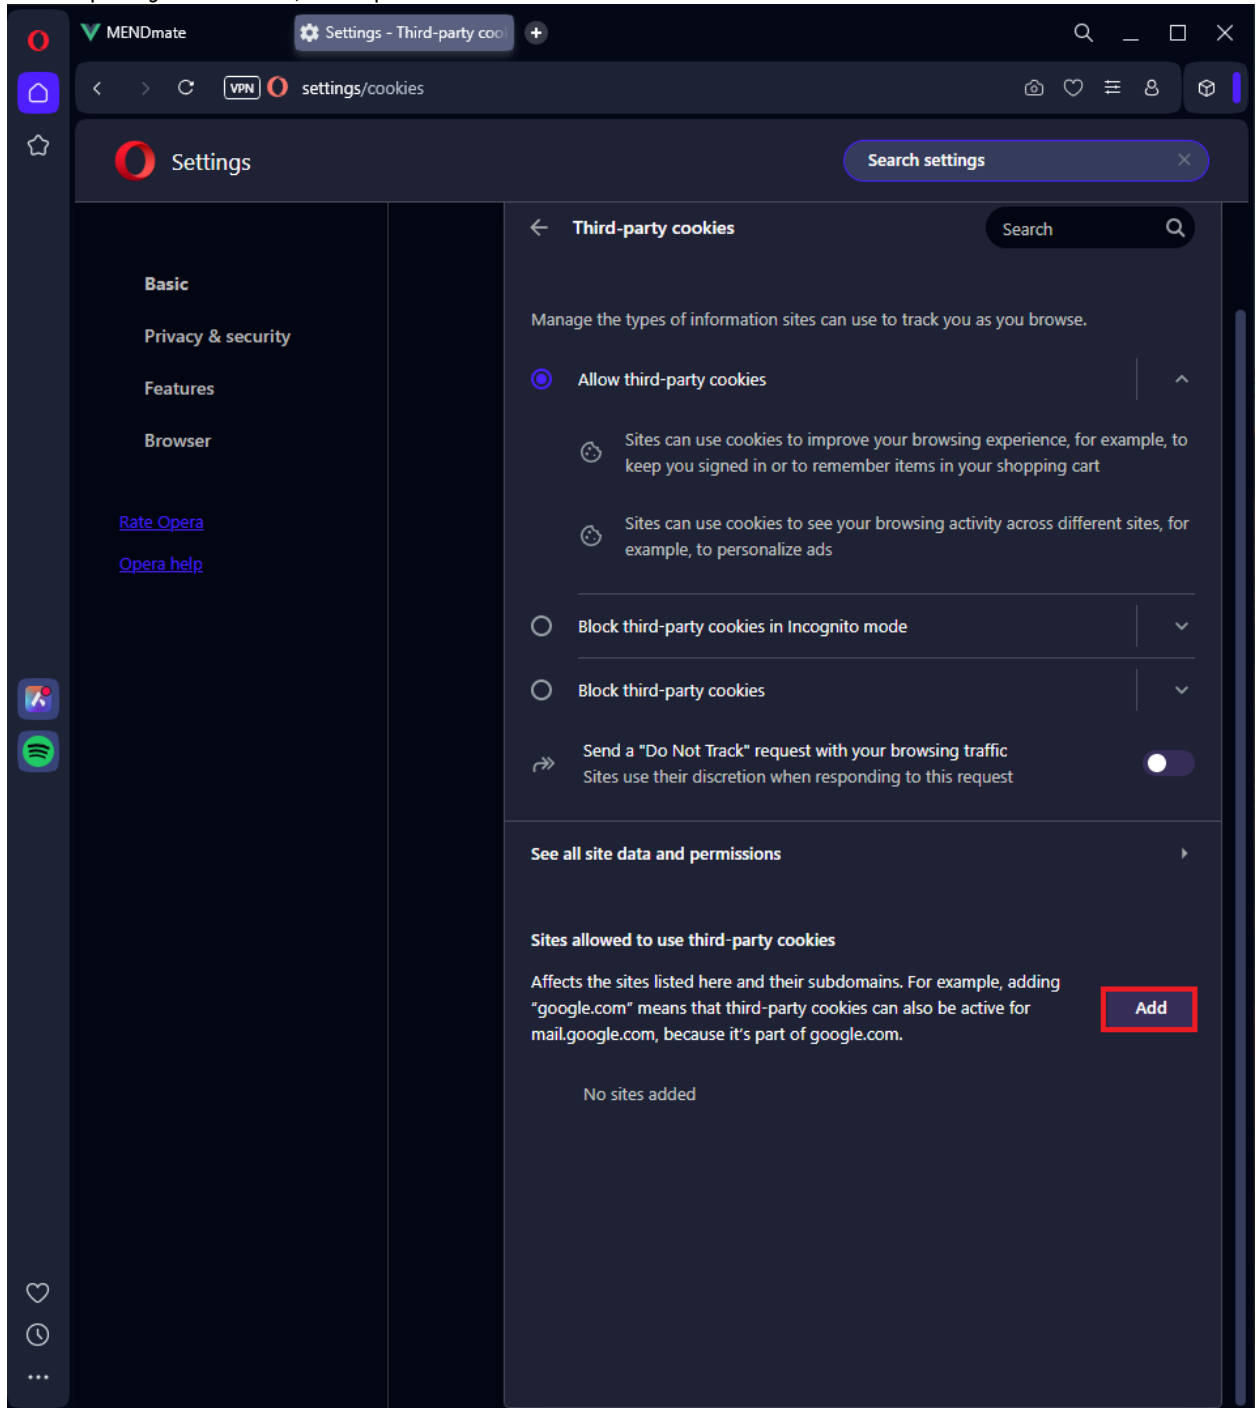 MENDmate
Settings - Third-party coo
VPN
settings/cookies
Settings
Search settings
Third-party cookies
Search
Basic
Privacy & security
Features
Browser
Rate Opera
Opera help
Manage the types of information sites can use to track you as you browse.
Allow third-party cookies
Sites can use cookies to improve your browsing experience, for example, to
keep you signed in or to remember items in your shopping cart
Sites can use cookies to see your browsing activity across different sites, for
example, to personalize ads
Block third-party cookies in Incognito mode
Block third-party cookies
Send a "Do Not Track" request with your browsing traffic
Sites use their discretion when responding to this request
See all site data and permissions
Sites allowed to use third-party cookies
Affects the sites listed here and their subdomains. For example, adding
“google.com” means that third-party cookies can also be active for
mail.google.com, because it’s part of google.com.
Add
No sites added